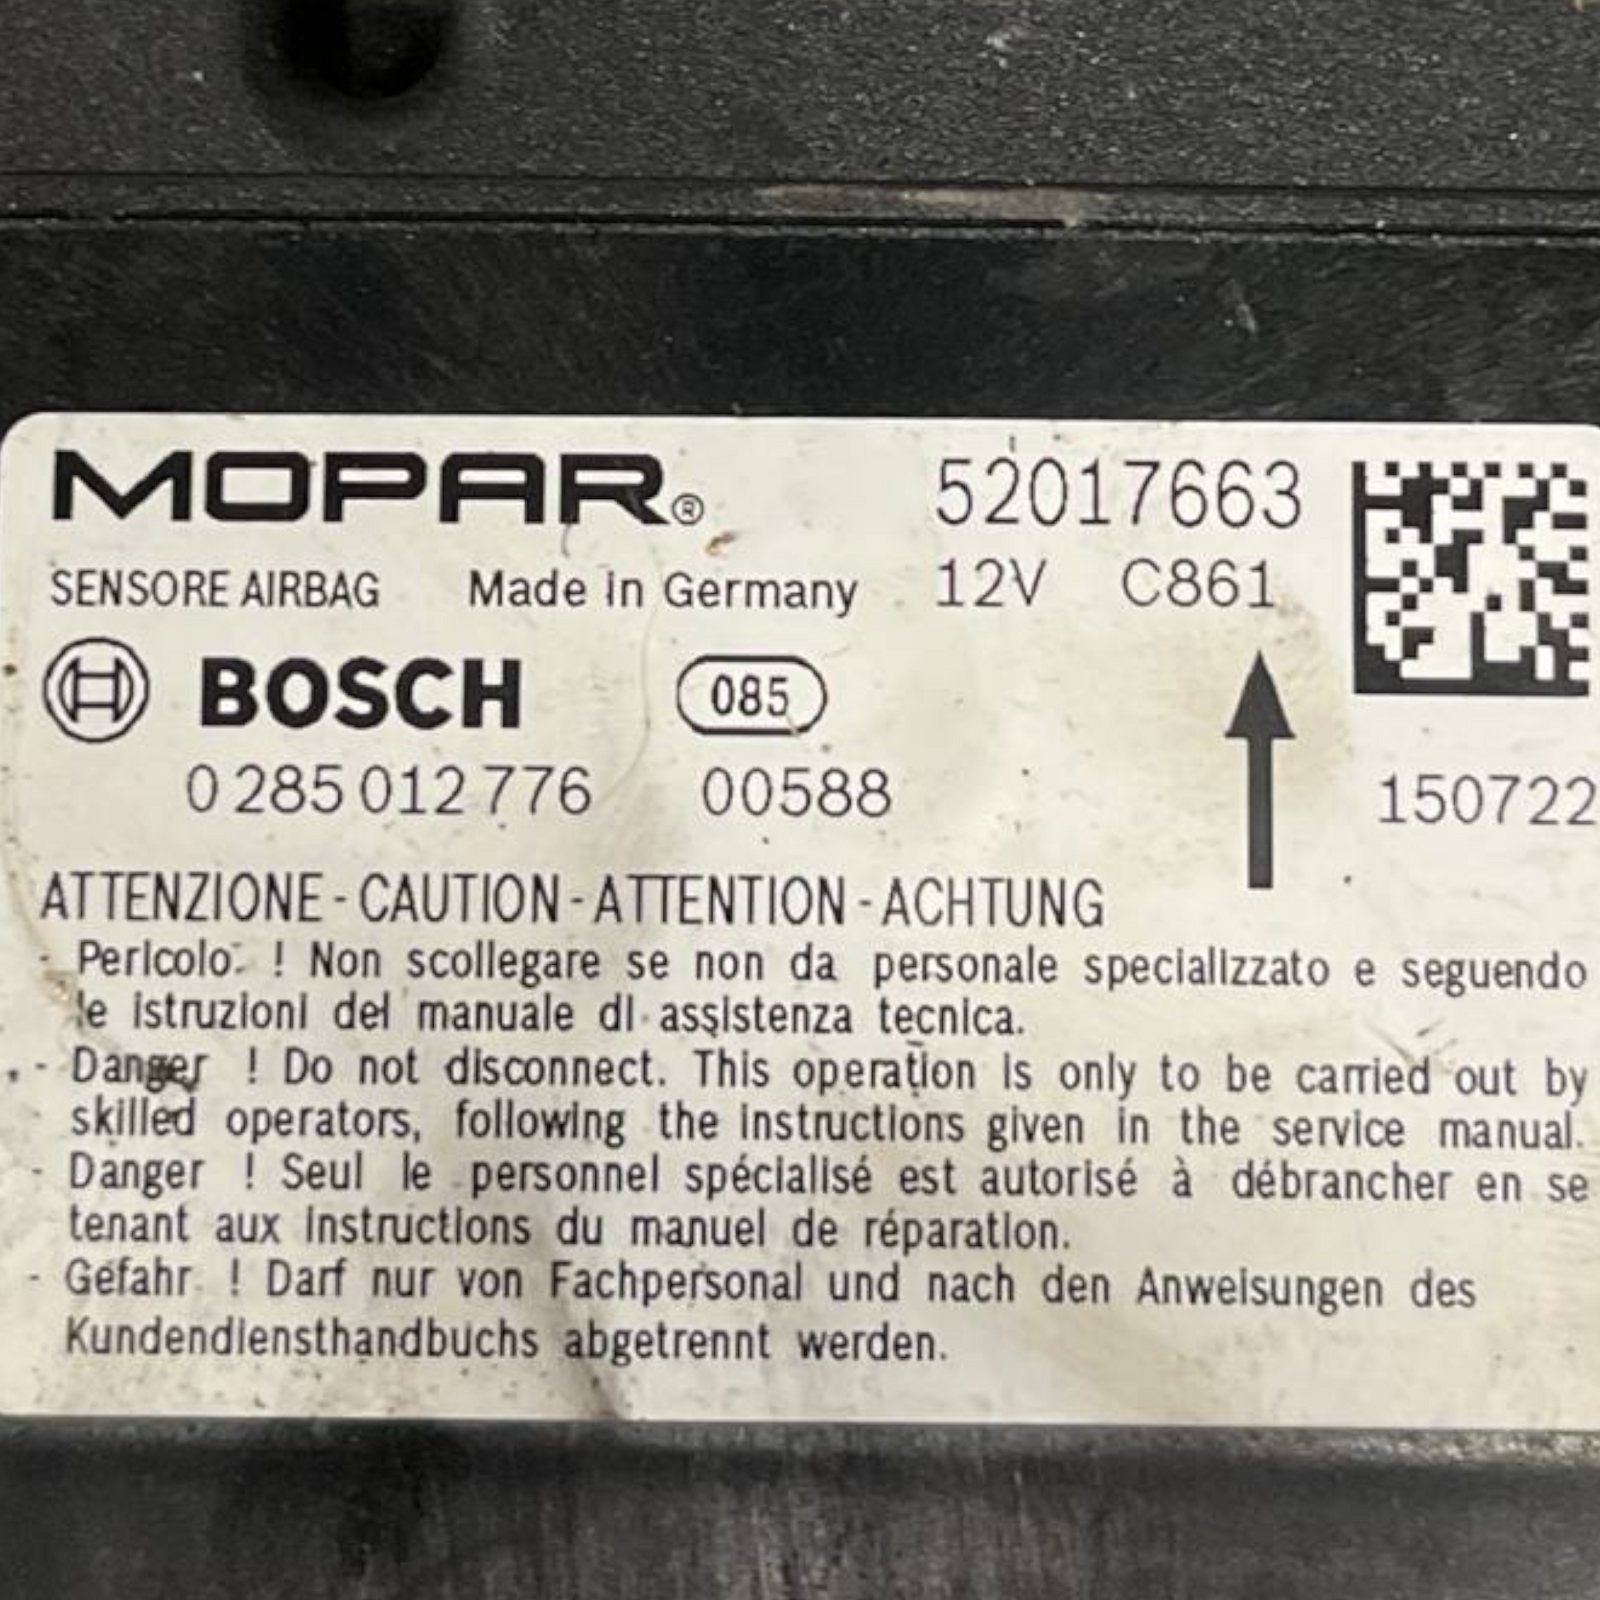 MOPAR® 52017663
SENSORE AIRBAG Made in Germany 12V C861
BOSCH 085
0 285 012 776 00588 150722
ATTENZIONE - CAUTION - ATTENTION - ACHTUNG
- Pericolo ! Non scollegare se non da personale specializzato e seguendo
le istruzioni del manuale di assistenza tecnica.
- Danger ! Do not disconnect. This operation is only to be carried out by
skilled operators, following the instructions given in the service manual.
- Danger ! Seul le personnel spécialisé est autorisé à débrancher en se
tenant aux instructions du manuel de réparation.
- Gefahr ! Darf nur von Fachpersonal und nach den Anweisungen des
Kundendiensthandbuchs abgetrennt werden.